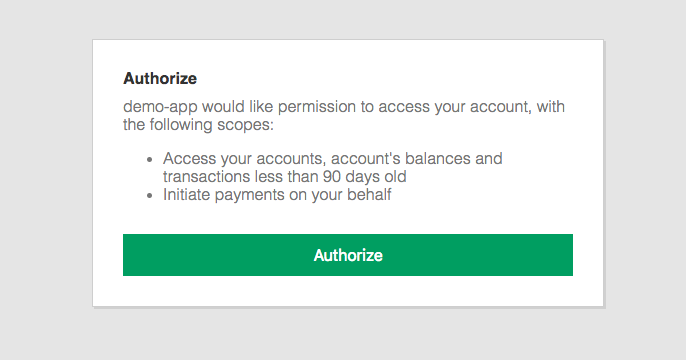 Authorize
demo-app would like permission to access your account, with
the following scopes:
• Access your accounts, account's balances and
transactions less than 90 days old
• Initiate payments on your behalf
Authorize